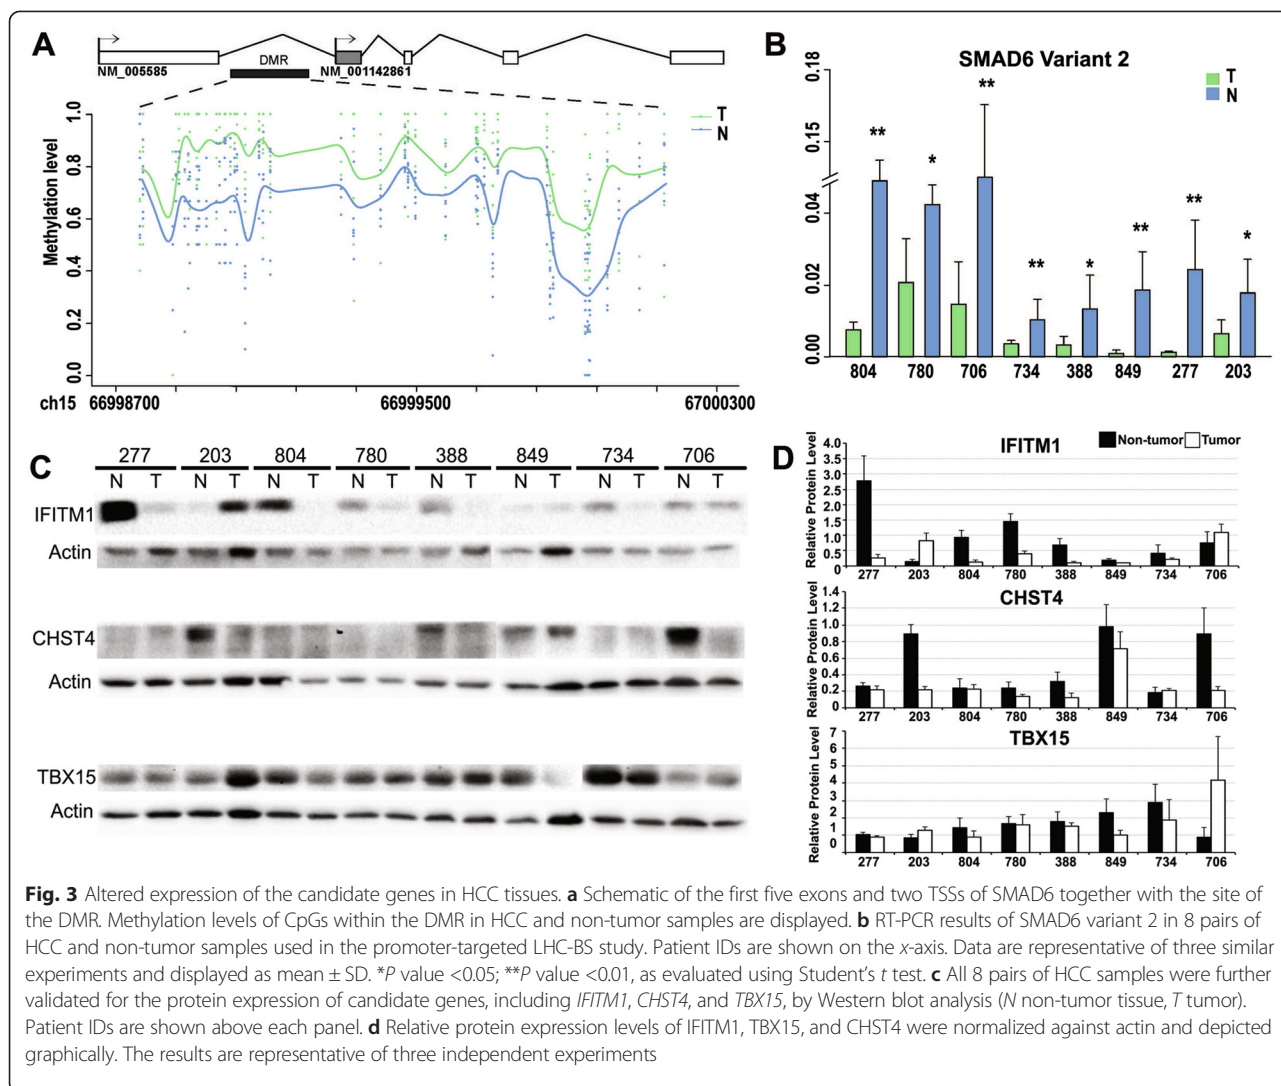 A
NM_005585
DMR
NM_001142861
T
N
Methylation level
1.0
0.8
0.6
0.4
0.2
0.0
ch15 66998700 66999500 67000300
B
SMAD6 Variant 2
T
N
0.18
0.15
0.04
0.02
0.00
** * ** ** * ** ** *
804 780 706 734 388 849 277 203
C
277 203 804 780 388 849 734 706
N T N T N T N T N T N T N T N T
IFITM1
Actin
CHST4
Actin
TBX15
Actin
D
IFITM1
Non-tumor Tumor
Relative Protein Level
4.0
3.5
3.0
2.5
2.0
1.5
1.0
0.5
0
277 203 804 780 388 849 734 706
CHST4
Relative Protein Level
1.4
1.2
1.0
0.8
0.6
0.4
0.2
0
277 203 804 780 388 849 734 706
TBX15
Relative Protein Level
7
6
5
4
3
2
1
0
277 203 804 780 388 849 734 706
Fig. 3 Altered expression of the candidate genes in HCC tissues. a Schematic of the first five exons and two TSSs of SMAD6 together with the site of
the DMR. Methylation levels of CpGs within the DMR in HCC and non-tumor samples are displayed. b RT-PCR results of SMAD6 variant 2 in 8 pairs of
HCC and non-tumor samples used in the promoter-targeted LHC-BS study. Patient IDs are shown on the x-axis. Data are representative of three similar
experiments and displayed as mean ± SD. *P value <0.05; **P value <0.01, as evaluated using Student's t test. c All 8 pairs of HCC samples were further
validated for the protein expression of candidate genes, including IFITM1, CHST4, and TBX15, by Western blot analysis (N non-tumor tissue, T tumor).
Patient IDs are shown above each panel. d Relative protein expression levels of IFITM1, TBX15, and CHST4 were normalized against actin and depicted
graphically. The results are representative of three independent experiments